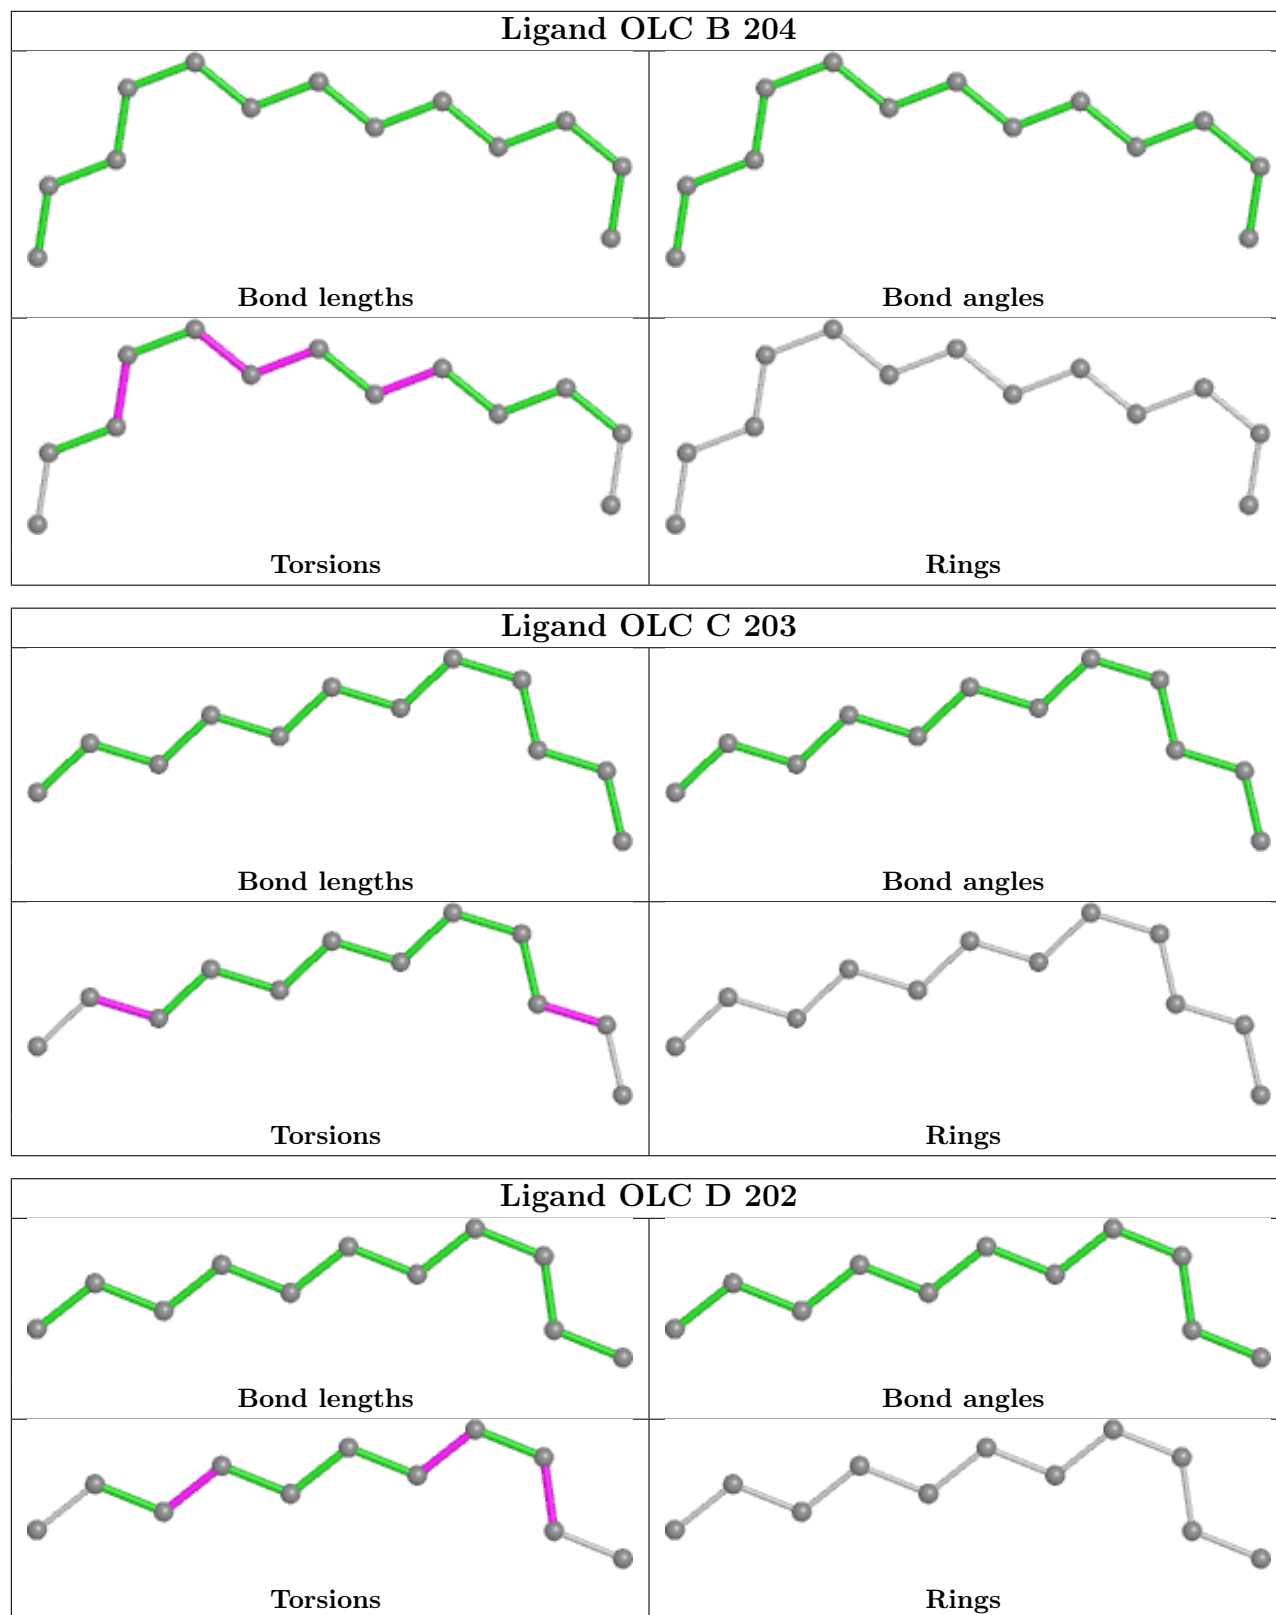 Ligand OLC B 204
Bond lengths
Bond angles
Torsions
Rings
Ligand OLC C 203
Bond lengths
Bond angles
Torsions
Rings
Ligand OLC D 202
Bond lengths
Bond angles
Torsions
Rings